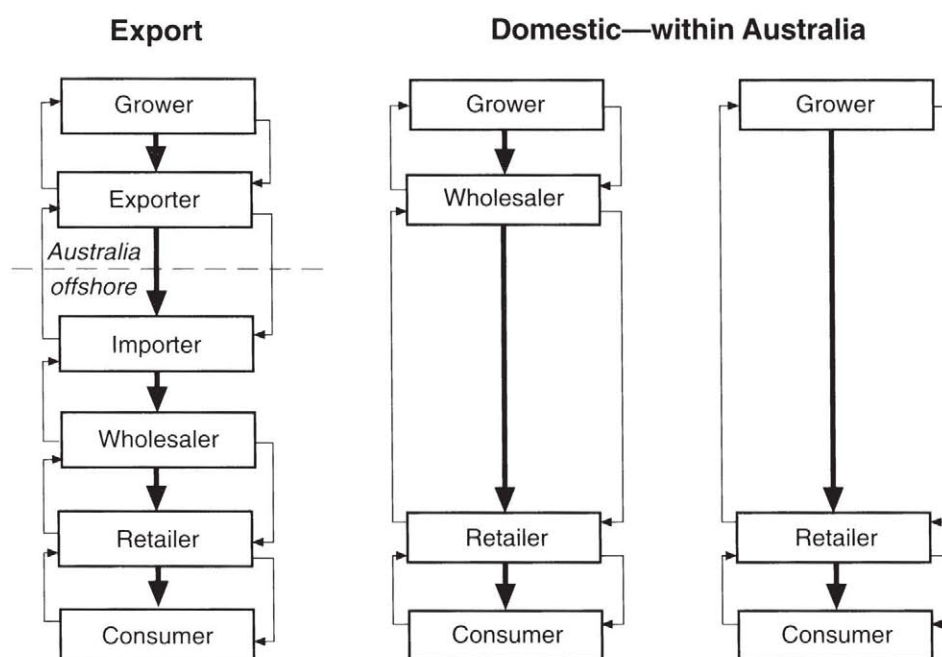 Export
Grower
Exporter
Australia
offshore
Importer
Wholesaler
Retailer
Consumer
Domestic—within Australia
Grower
Wholesaler
Retailer
Consumer
Grower
Retailer
Consumer